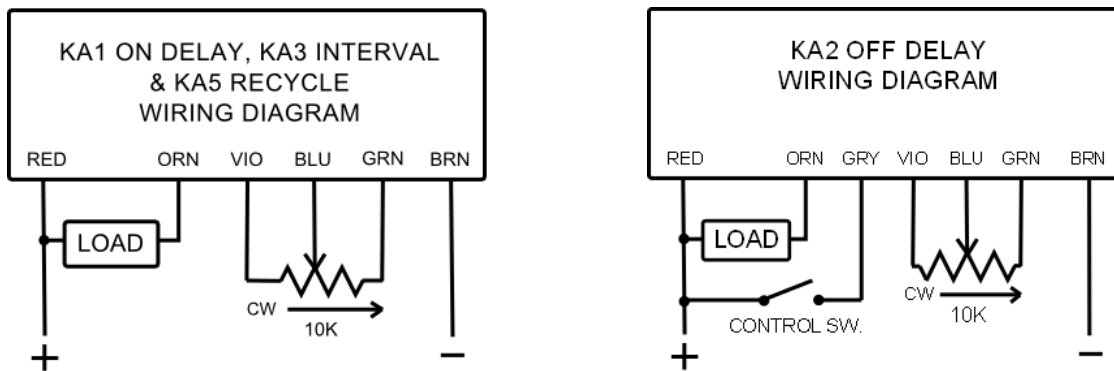 KA1 ON DELAY, KA3 INTERVAL
& KA5 RECYCLE
WIRING DIAGRAM
RED ORN VIO BLU GRN BRN
LOAD
CW
10K
+ −
KA2 OFF DELAY
WIRING DIAGRAM
RED ORN GRY VIO BLU GRN BRN
LOAD
CW
10K
CONTROL SW.
+ −